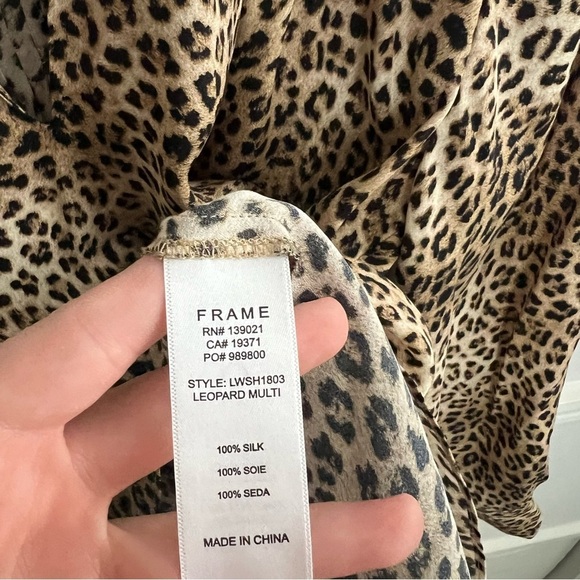 FRAME
RN# 139021
CA# 19371
PO# 989800
STYLE: LWSH1803
LEOPARD MULTI
100% SILK
100% SOIE
100% SEDA
MADE IN CHINA